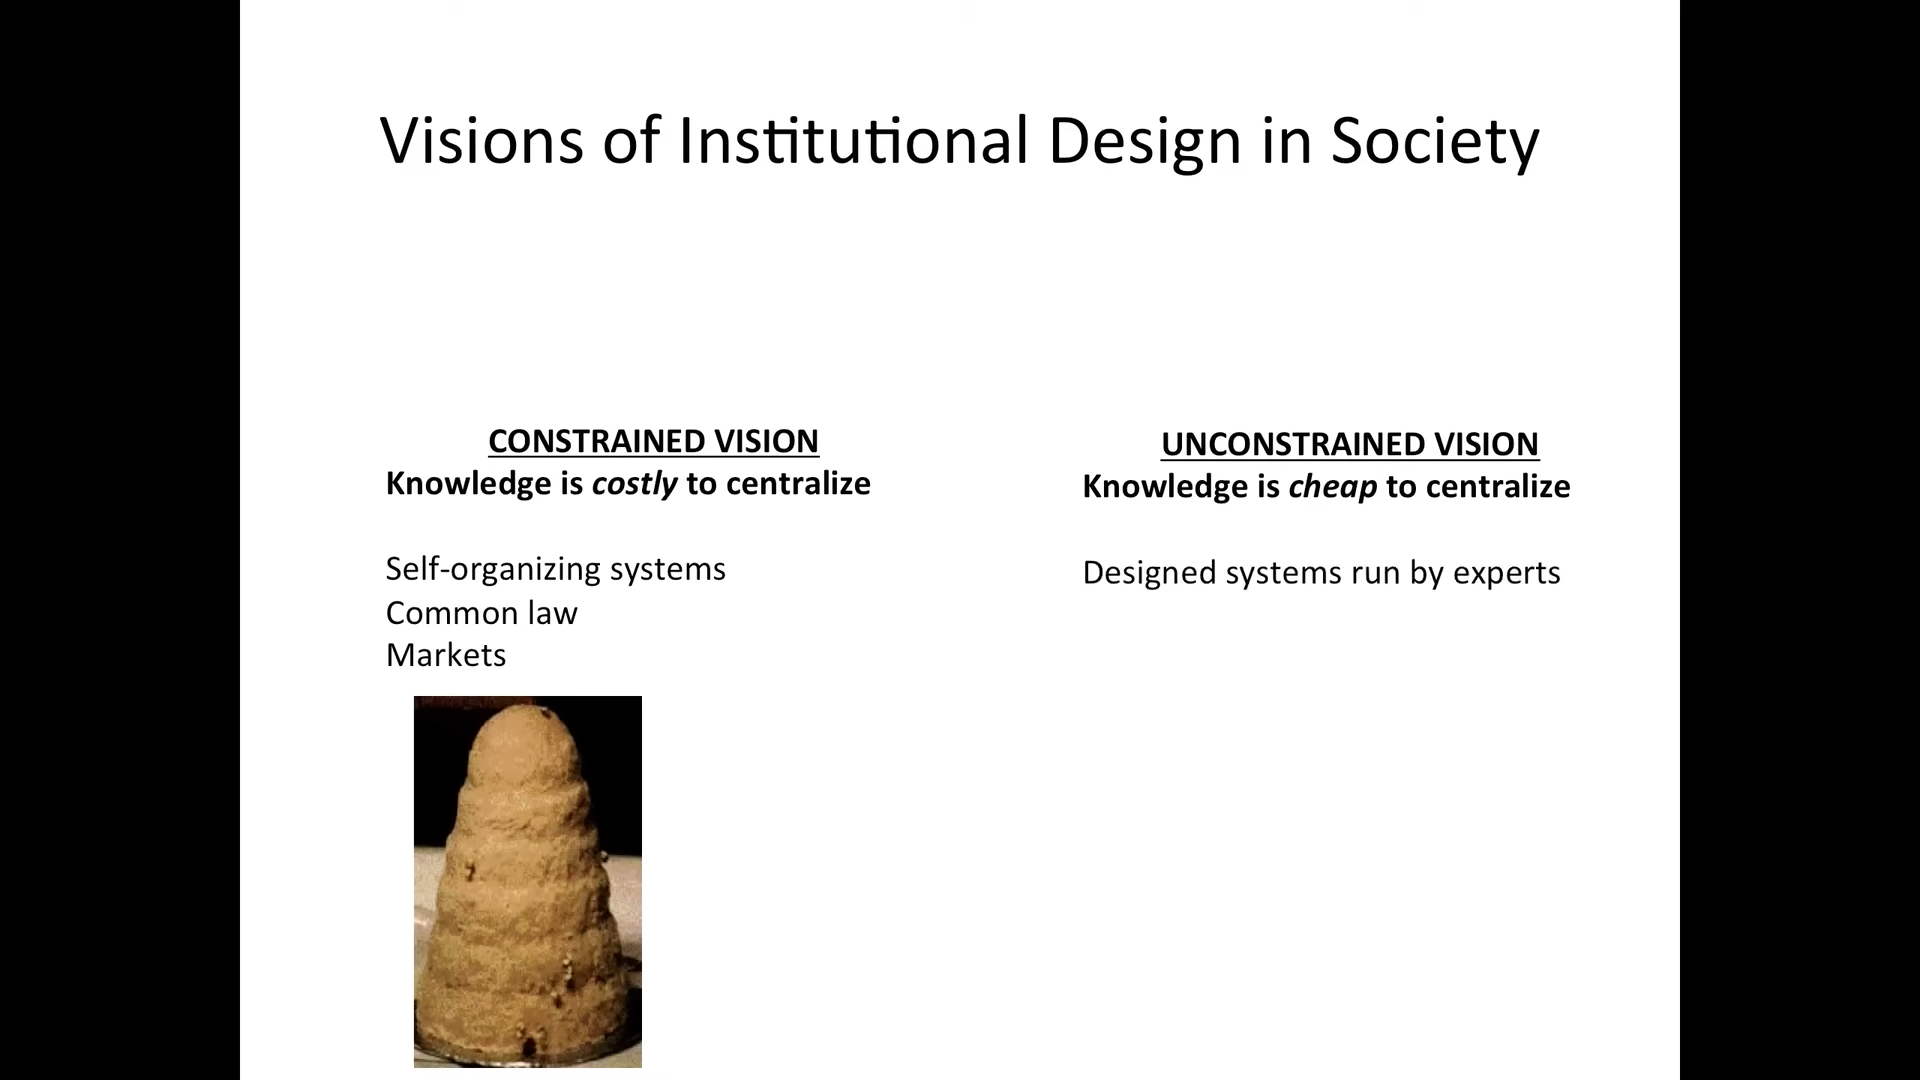 Visions of Institutional Design in Society
CONSTRAINED VISION
Knowledge is costly to centralize
Self-organizing systems
Common law
Markets
UNCONSTRAINED VISION
Knowledge is cheap to centralize
Designed systems run by experts